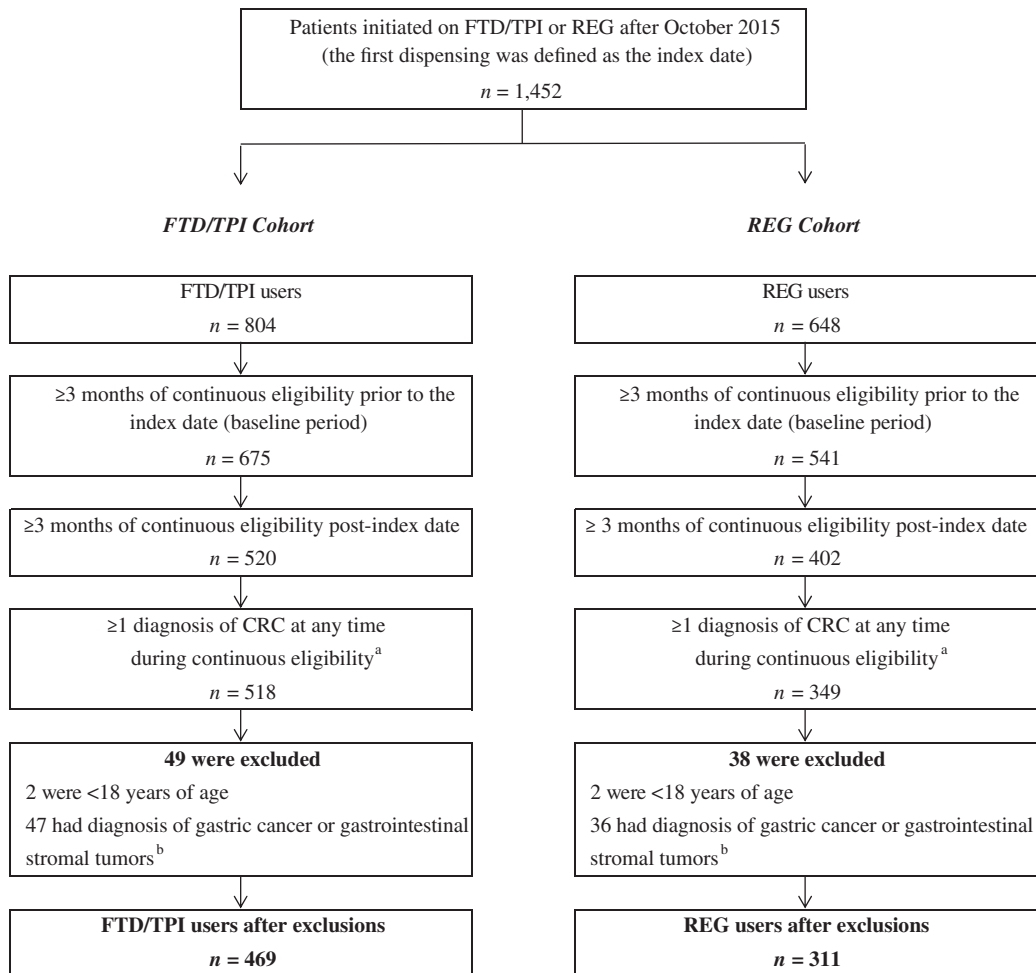 Patients initiated on FTD/TPI or REG after October 2015
(the first dispensing was defined as the index date)
n = 1,452
FTD/TPI Cohort
REG Cohort
FTD/TPI users
n = 804
REG users
n = 648
≥3 months of continuous eligibility prior to the
index date (baseline period)
n = 675
≥3 months of continuous eligibility prior to the
index date (baseline period)
n = 541
≥3 months of continuous eligibility post-index date
n = 520
≥ 3 months of continuous eligibility post-index date
n = 402
≥1 diagnosis of CRC at any time
during continuous eligibility^a
n = 518
≥1 diagnosis of CRC at any time
during continuous eligibility^a
n = 349
49 were excluded
2 were <18 years of age
47 had diagnosis of gastric cancer or gastrointestinal
stromal tumors^b
38 were excluded
2 were <18 years of age
36 had diagnosis of gastric cancer or gastrointestinal
stromal tumors^b
FTD/TPI users after exclusions
n = 469
REG users after exclusions
n = 311